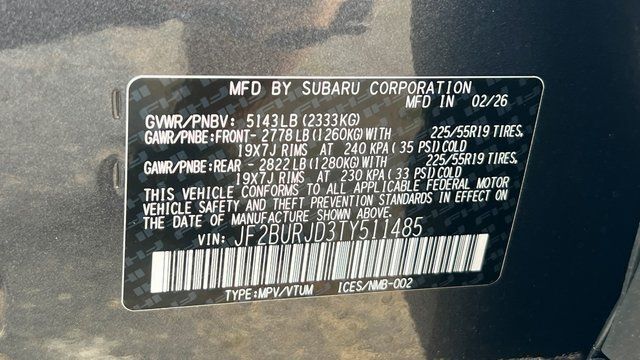 MFD BY SUBARU CORPORATION
MFD IN 02/26
GVWR/PNBV: 5143LB (2333KG)
GAWR/PNBE:FRONT- 2778 LB (1260KG) WITH 225/55R19 TIRES,
19X7J RIMS AT 240 KPA (35 PSI) COLD
GAWR/PNBE:REAR - 2822 LB (1280KG) WITH 225/55R19 TIRES,
19X7J RIMS AT 230 KPA (33 PSI) COLD
THIS VEHICLE CONFORMS TO ALL APPLICABLE FEDERAL MOTOR
VEHICLE SAFETY AND THEFT PREVENTION STANDARDS IN EFFECT ON
THE DATE OF MANUFACTURE SHOWN ABOVE.
VIN: JF2BURJD3TY511485
TYPE:MPV/VTUM ICES/NMB-002